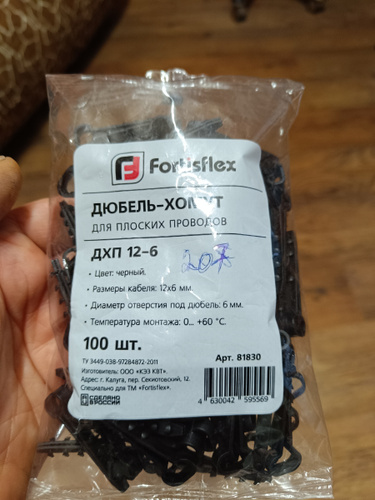 Fortisflex
ДЮБЕЛЬ-ХОМУТ
ДЛЯ ПЛОСКИХ ПРОВОДОВ
ДХП 12-6
• Цвет: черный.
• Размеры кабеля: 12х6 мм.
• Диаметр отверстия под дюбель: 6 мм.
• Температура монтажа: 0... +60 °C.
100 шт.
Арт. 81830
ТУ 3449-038-97284872-2011
Изготовитель: ООО «КЭЗ КВТ».
Адрес: г. Калуга, пер. Секиотовский, 12.
Специально для ТМ «Fortisflex».
СДЕЛАНО
В РОССИИ
4 630042 595569